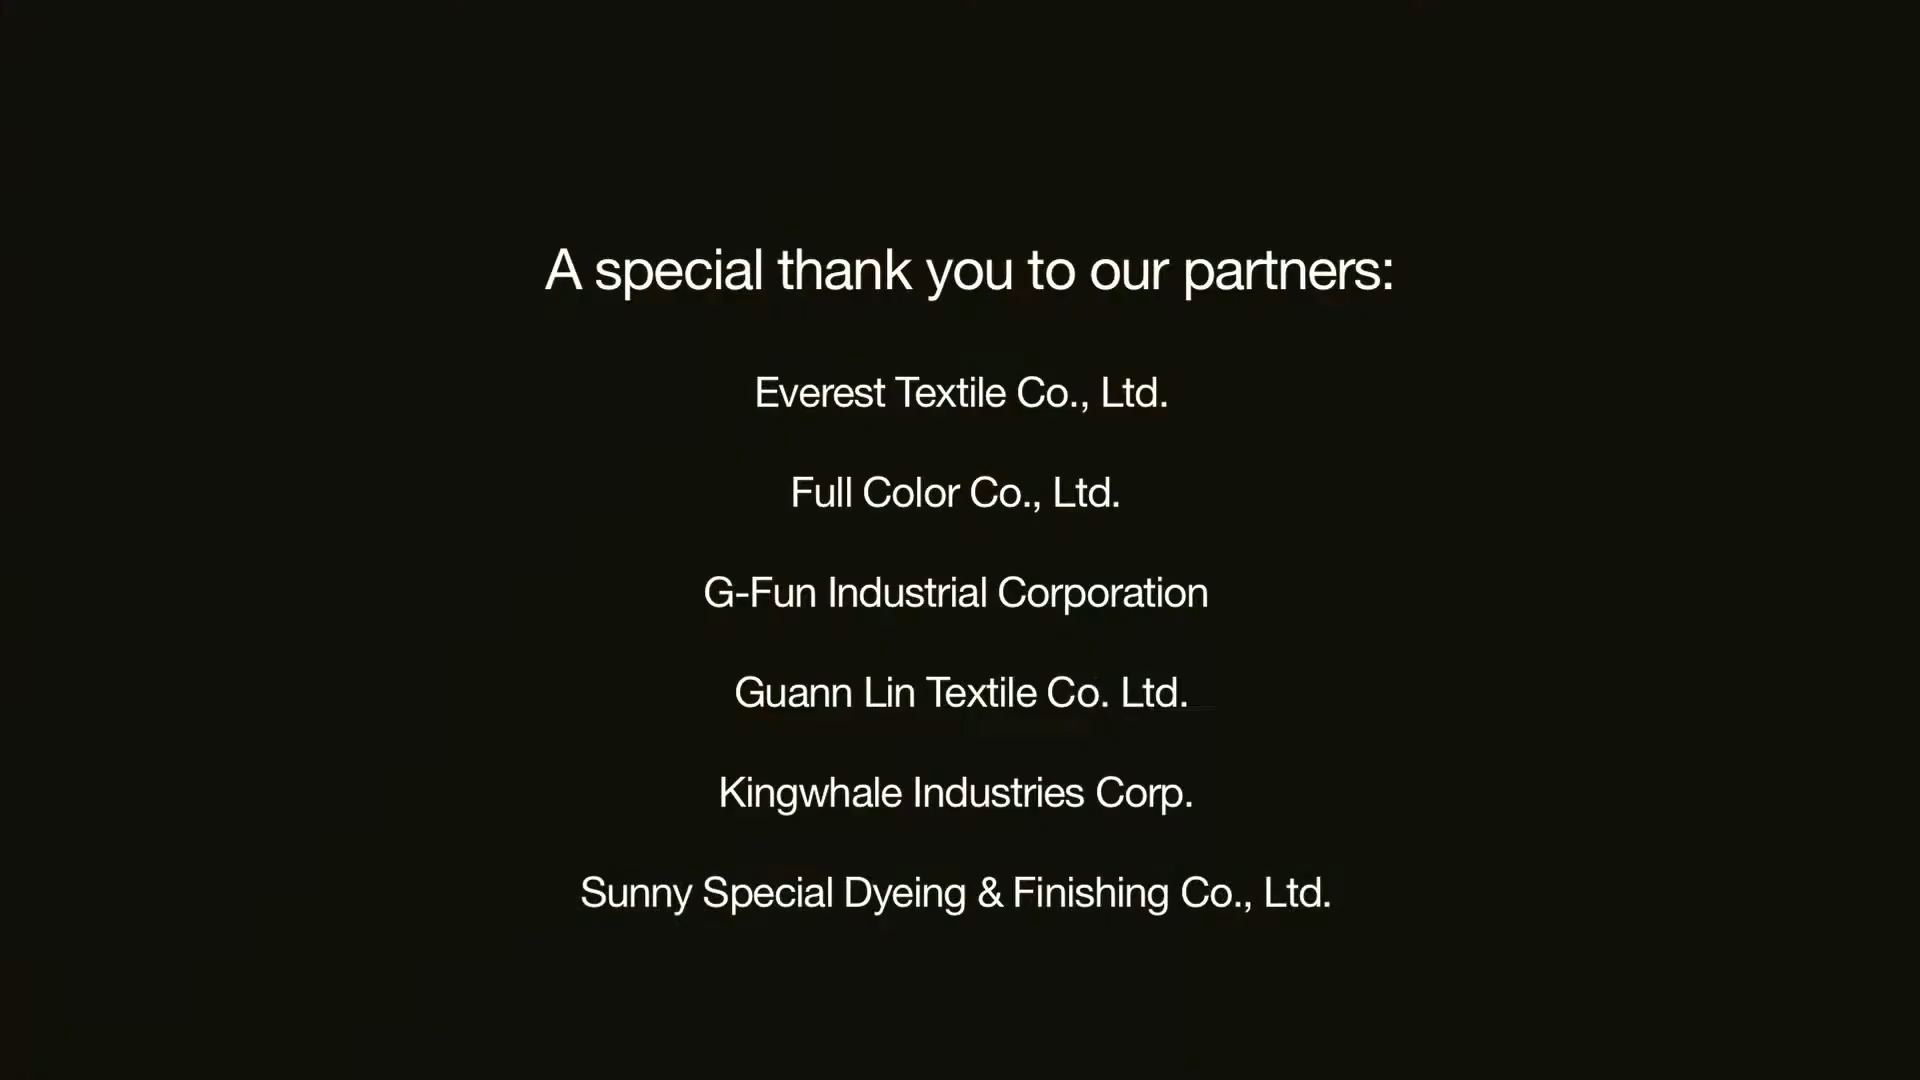 A special thank you to our partners:
Everest Textile Co., Ltd.
Full Color Co., Ltd.
G-Fun Industrial Corporation
Guann Lin Textile Co. Ltd.
Kingwhale Industries Corp.
Sunny Special Dyeing & Finishing Co., Ltd.